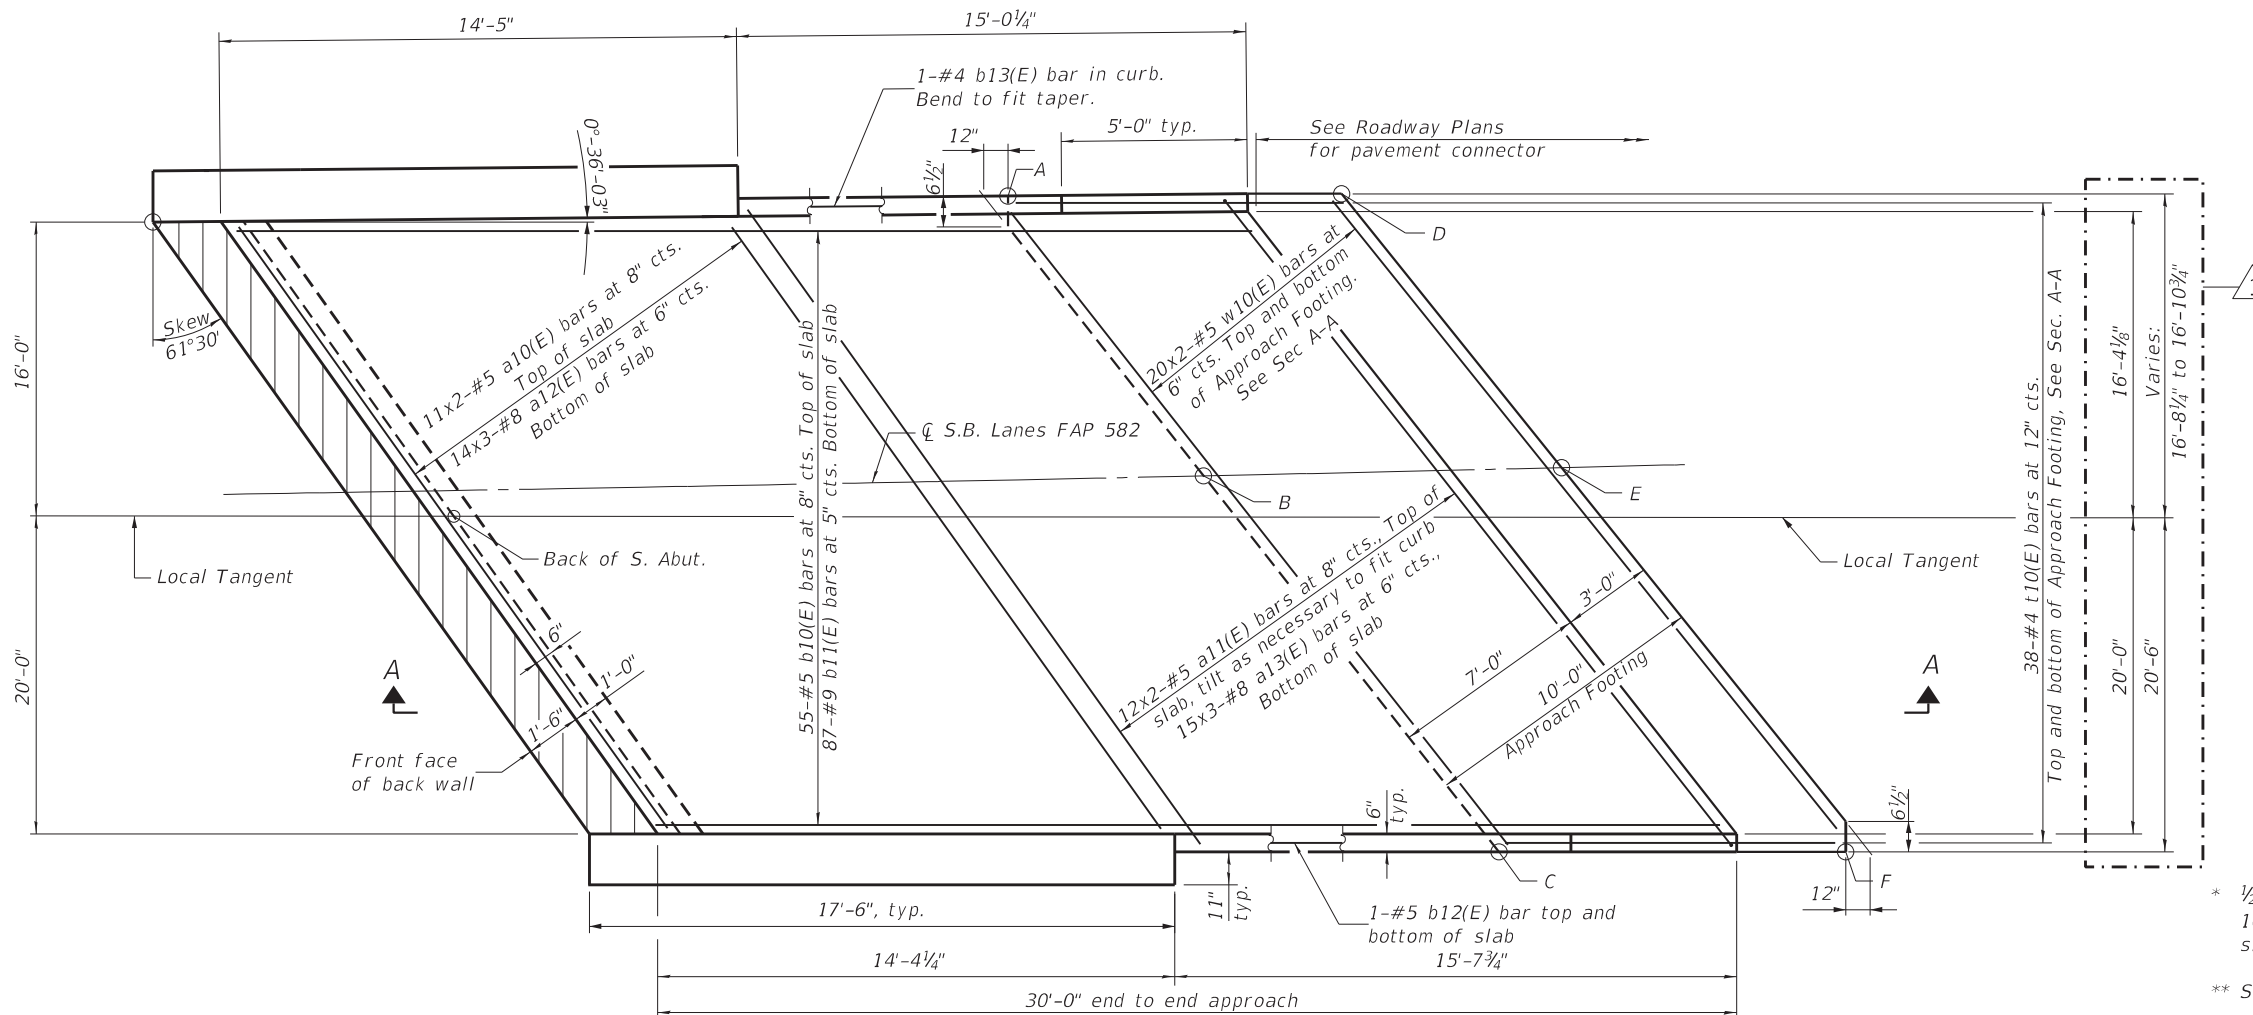 14'-5"
15'-0¼"
1-#4 b13(E) bar in curb.
Bend to fit taper.
0°-36'-03"
12"
5'-0" typ.
See Roadway Plans
for pavement connector
6½"
A
D
Skew
61°30'
16'-0"
20'-0"
11x2-#5 a10(E) bars at 8" cts.
Top of slab
14x3-#8 a12(E) bars at 6" cts.
Bottom of slab
55-#5 b10(E) bars at 8" cts. Top of slab
87-#9 b11(E) bars at 5" cts. Bottom of slab
20x2-#5 w10(E) bars at
6" cts. Top and bottom
of Approach Footing.
See Sec A-A
℄ S.B. Lanes FAP 582
B
E
Local Tangent
Back of S. Abut.
Local Tangent
12x2-#5 a11(E) bars at 8" cts., Top of
slab, tilt as necessary to fit curb
15x3-#8 a13(E) bars at 6" cts.,
Bottom of slab
3'-0"
7'-0"
10'-0"
Approach Footing
38-#4 t10(E) bars at 12" cts.
Top and bottom of Approach Footing, See Sec. A-A
16'-4⅛"
Varies:
16'-8¼" to 16'-10¾"
20'-0"
20'-6"
A
A
6"
1'-0"
1'-6"
Front face
of back wall
6"
typ.
6½"
C
F
12"
11"
typ.
17'-6", typ.
1-#5 b12(E) bar top and
bottom of slab
14'-4¼"
15'-7¾"
30'-0" end to end approach
*
** S